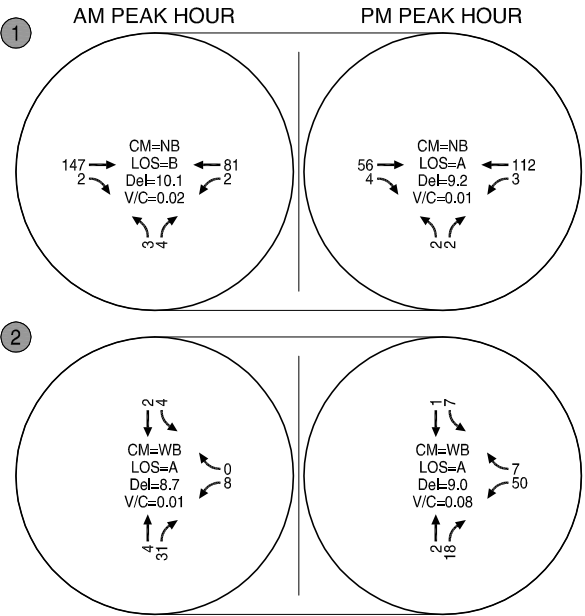 AM PEAK HOUR
PM PEAK HOUR
1
CM=NB
LOS=B
Del=10.1
V/C=0.02
147
2
81
2
3
4
CM=NB
LOS=A
Del=9.2
V/C=0.01
56
4
112
3
2
2
2
2
4
CM=WB
LOS=A
Del=8.7
V/C=0.01
0
8
4
31
1
7
CM=WB
LOS=A
Del=9.0
V/C=0.08
7
50
2
18